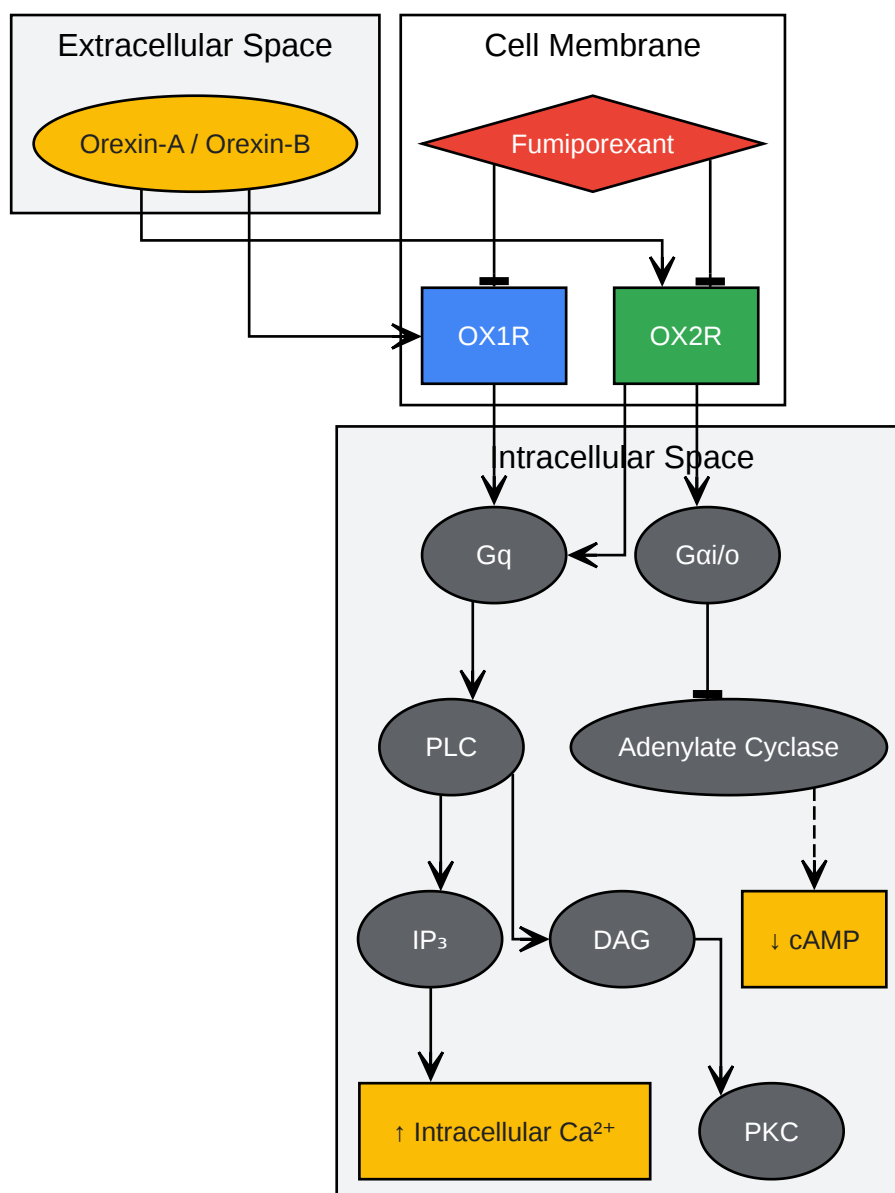 Extracellular Space
Cell Membrane
Orexin-A / Orexin-B
Fumiporexant
OX1R
OX2R
Intracellular Space
Gq
Gαi/o
PLC
Adenylate Cyclase
IP₃
DAG
↓ cAMP
↑ Intracellular Ca²⁺
PKC